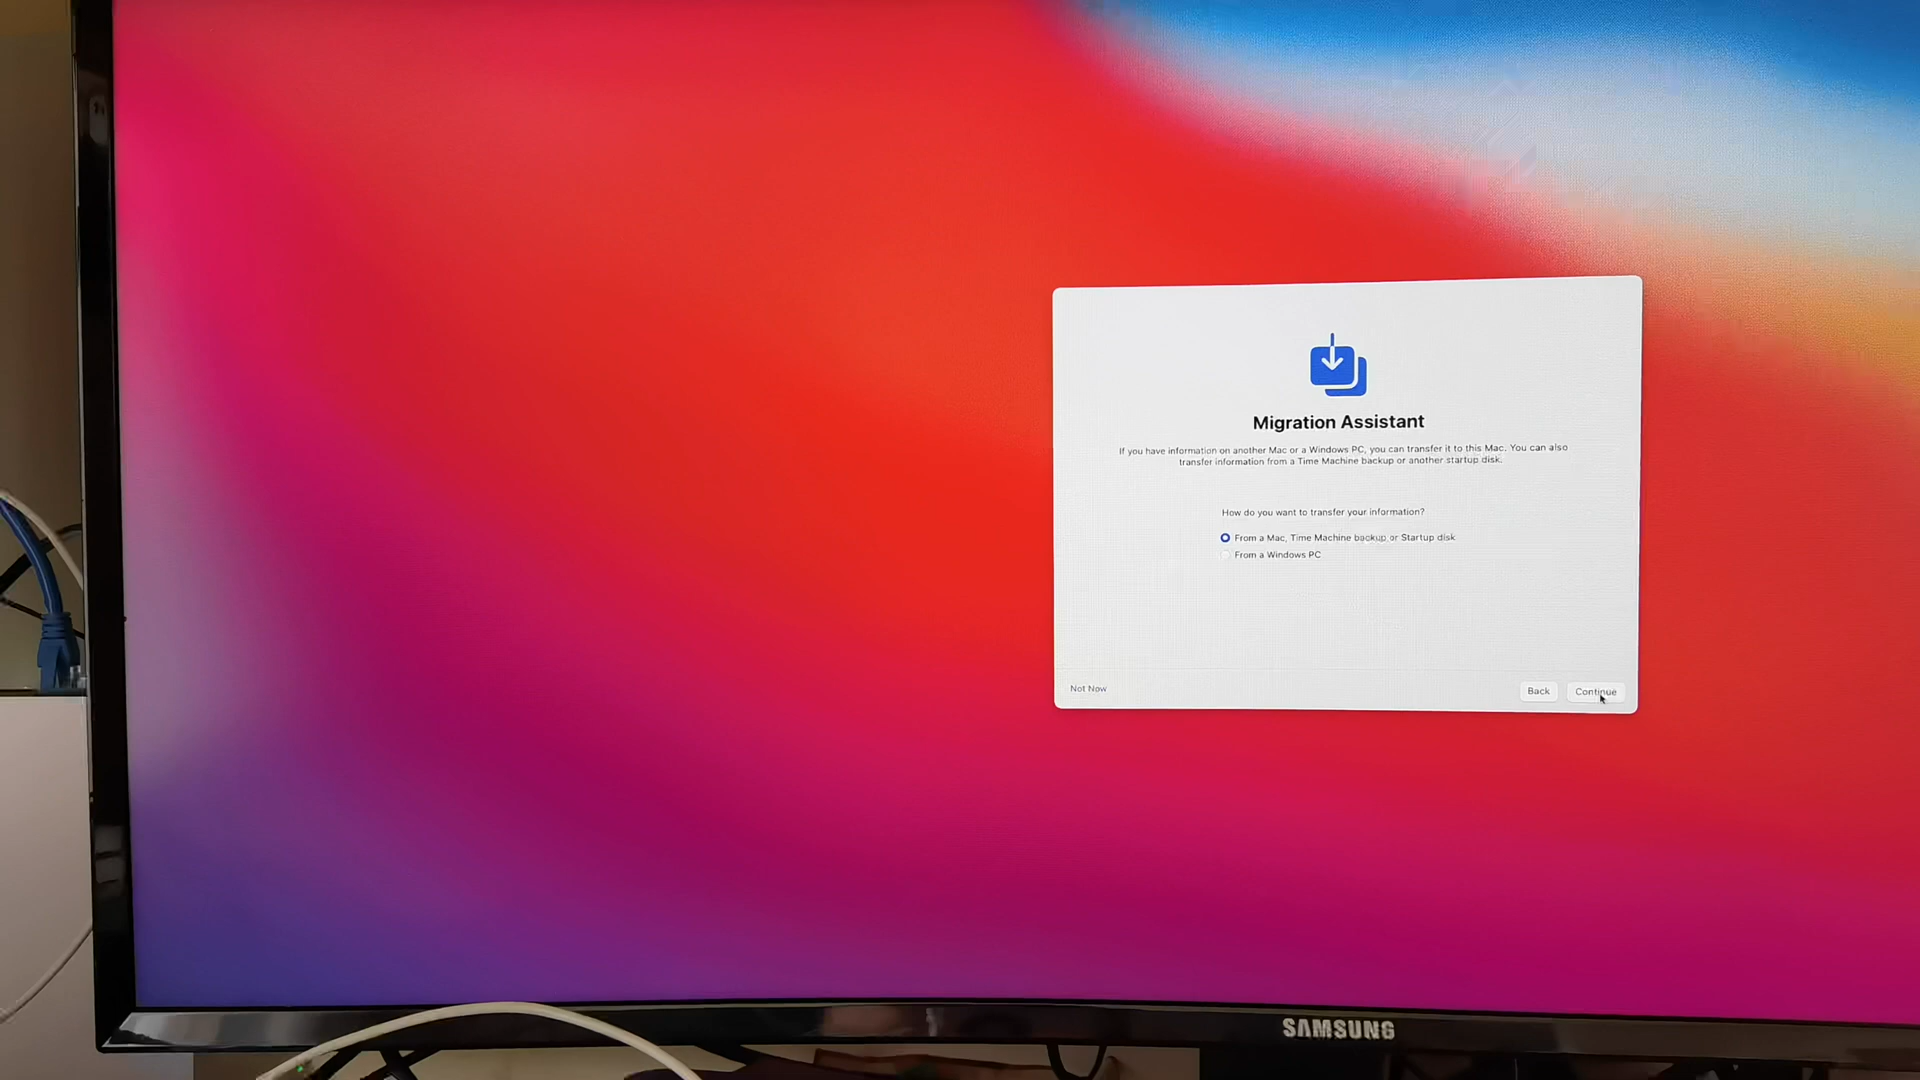 Migration Assistant
If you have information on another Mac or a Windows PC, you can transfer it to this Mac. You can also
transfer information from a Time Machine backup or another startup disk.
How do you want to transfer your information?
From a Mac, Time Machine backup or Startup disk
From a Windows PC
Not Now
Back
Continue
SAMSUNG